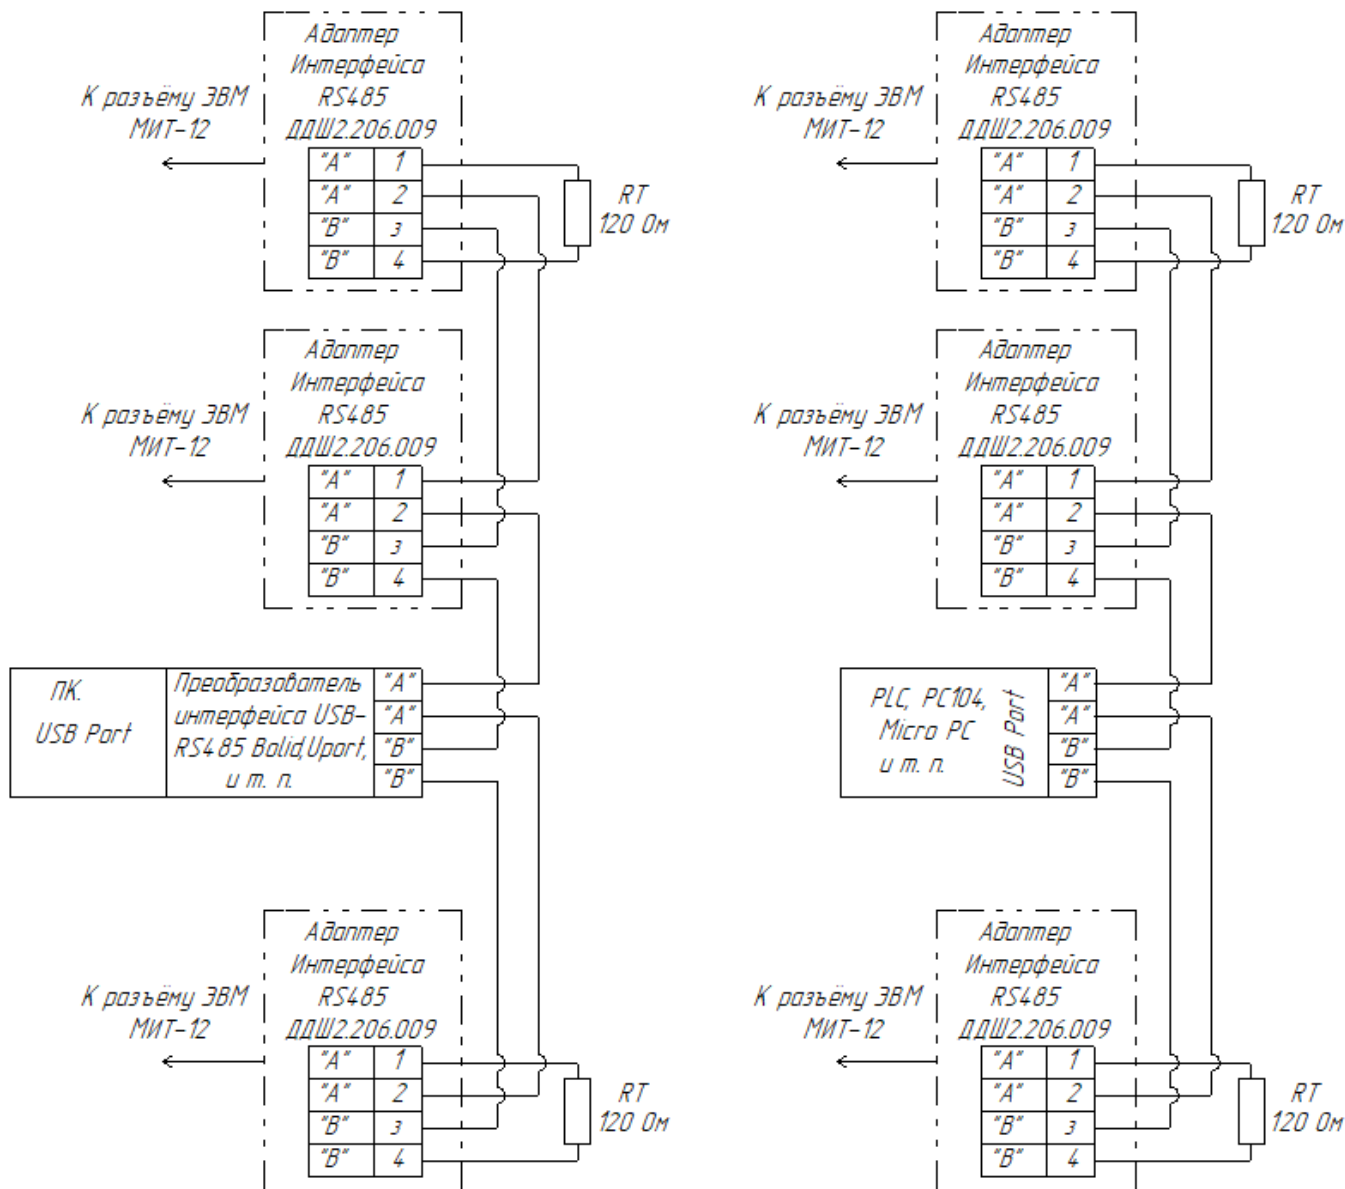 Адаптер
Интерфейса
RS485
ДДШ2.206.009
К разъёму ЭВМ
МИТ-12
"А" 1
"А" 2
"В" 3
"В" 4
RT
120 Ом
Адаптер
Интерфейса
RS485
ДДШ2.206.009
К разъёму ЭВМ
МИТ-12
"А" 1
"А" 2
"В" 3
"В" 4
ПК.
USB Port
Преобразователь
интерфейса USB-
RS485 Bolid,Uport,
и т. п.
"А"
"А"
"В"
"В"
Адаптер
Интерфейса
RS485
ДДШ2.206.009
К разъёму ЭВМ
МИТ-12
"А" 1
"А" 2
"В" 3
"В" 4
RT
120 Ом
Адаптер
Интерфейса
RS485
ДДШ2.206.009
К разъёму ЭВМ
МИТ-12
"А" 1
"А" 2
"В" 3
"В" 4
RT
120 Ом
Адаптер
Интерфейса
RS485
ДДШ2.206.009
К разъёму ЭВМ
МИТ-12
"А" 1
"А" 2
"В" 3
"В" 4
PLC, PC104,
Micro PC
и т. п.
USB Port
"А"
"А"
"В"
"В"
Адаптер
Интерфейса
RS485
ДДШ2.206.009
К разъёму ЭВМ
МИТ-12
"А" 1
"А" 2
"В" 3
"В" 4
RT
120 Ом